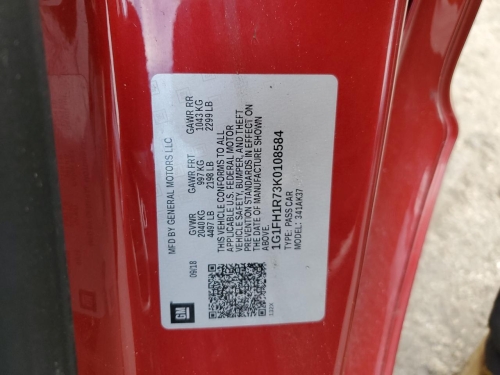 MFD BY GENERAL MOTORS LLC
09/18
GVWR
2040 KG
4497 LB
GAWR FRT
997 KG
2198 LB
GAWR RR
1043 KG
2299 LB
THIS VEHICLE CONFORMS TO ALL
APPLICABLE U.S. FEDERAL MOTOR
VEHICLE SAFETY, BUMPER, AND THEFT
PREVENTION STANDARDS IN EFFECT ON
THE DATE OF MANUFACTURE SHOWN
ABOVE.
1G1FH1R73K0108584
TYPE: PASS CAR
MODEL: 341AK37
GM